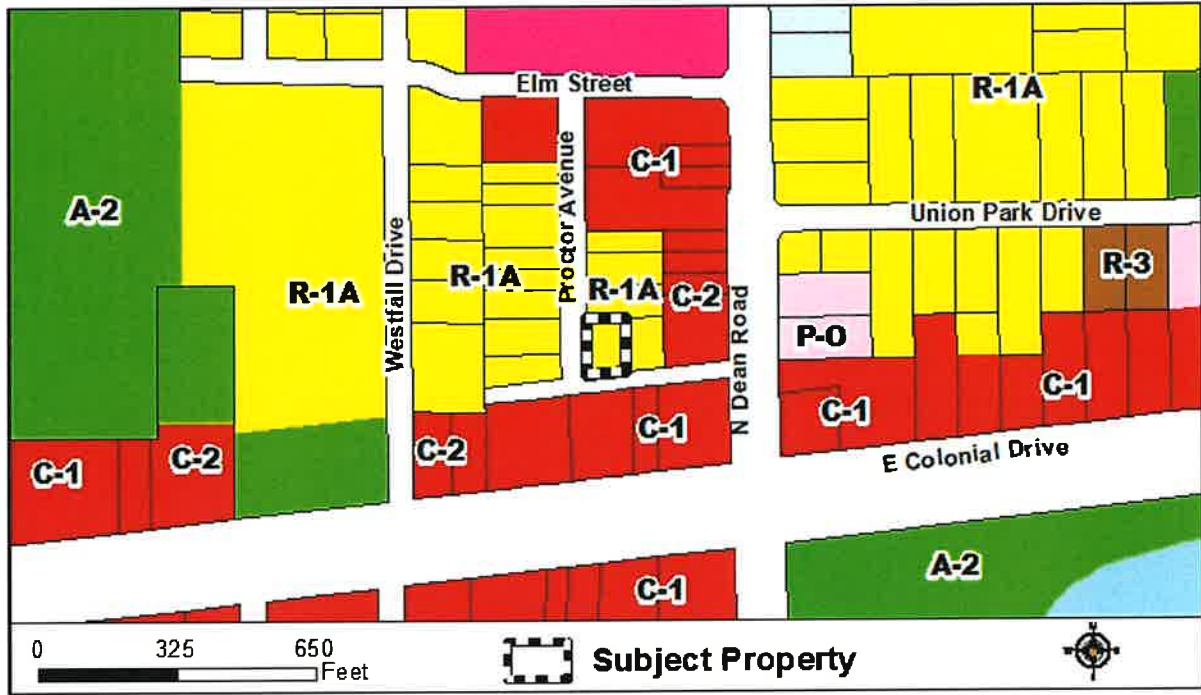 Elm Street
R-1A
C-1
A-2
Proctor Avenue
Union Park Drive
Westfall Drive
R-1A
R-1A
R-1A
C-2
R-3
N Dean Road
P-O
C-1
C-1
C-1
C-2
C-2
C-1
E Colonial Drive
A-2
C-1
0 325 650
Feet
Subject Property
N